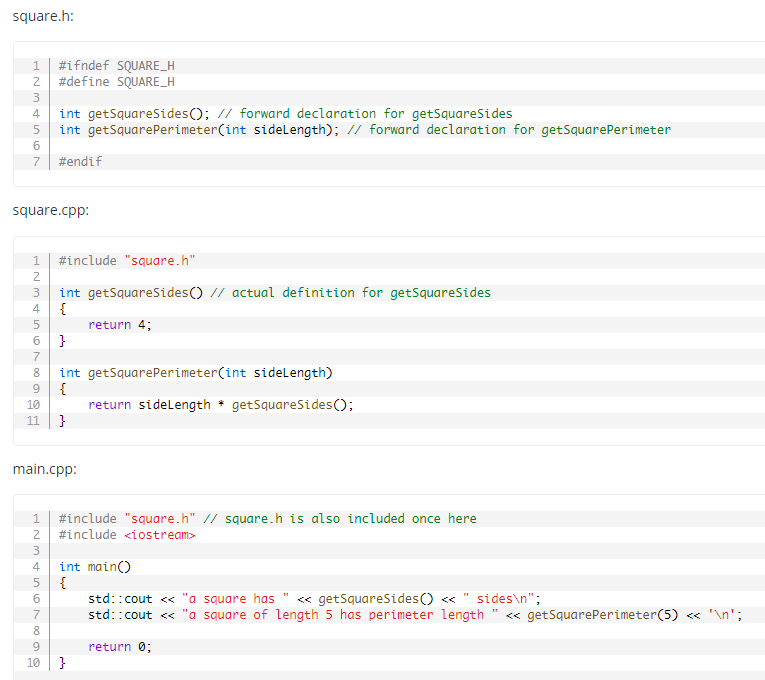 square.h:
1 #ifndef SQUARE_H
2 #define SQUARE_H
3
4 int getSquareSides(); // forward declaration for getSquareSides
5 int getSquarePerimeter(int sideLength); // forward declaration for getSquarePerimeter
6
7 #endif
square.cpp:
1 #include "square.h"
2
3 int getSquareSides() // actual definition for getSquareSides
4 {
5     return 4;
6 }
7
8 int getSquarePerimeter(int sideLength)
9 {
10     return sideLength * getSquareSides();
11 }
main.cpp:
1 #include "square.h" // square.h is also included once here
2 #include <iostream>
3
4 int main()
5 {
6     std::cout << "a square has " << getSquareSides() << " sides\n";
7     std::cout << "a square of length 5 has perimeter length " << getSquarePerimeter(5) << '\n';
8
9     return 0;
10 }